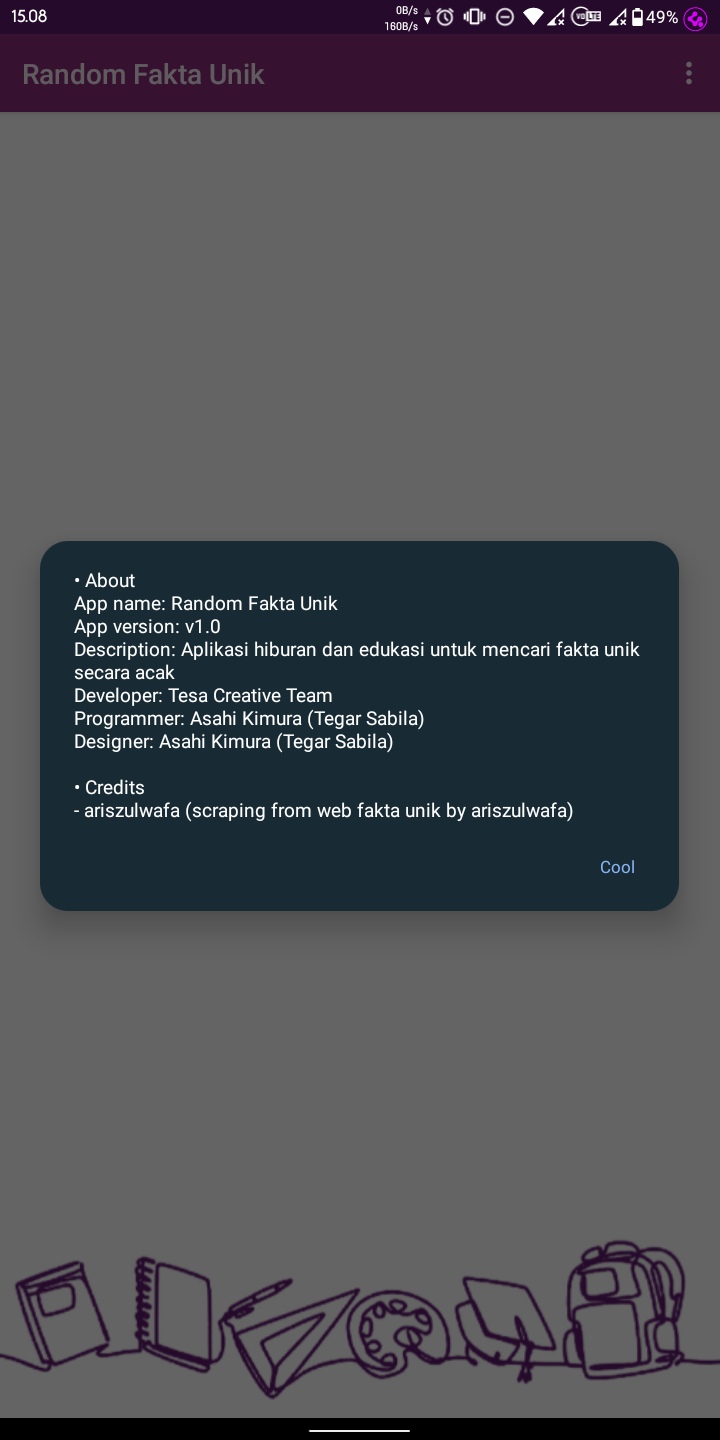 15.08
0B/s
160B/s
VoLTE
49%
Random Fakta Unik
• About
App name: Random Fakta Unik
App version: v1.0
Description: Aplikasi hiburan dan edukasi untuk mencari fakta unik
secara acak
Developer: Tesa Creative Team
Programmer: Asahi Kimura (Tegar Sabila)
Designer: Asahi Kimura (Tegar Sabila)
• Credits
- ariszulwafa (scraping from web fakta unik by ariszulwafa)
Cool